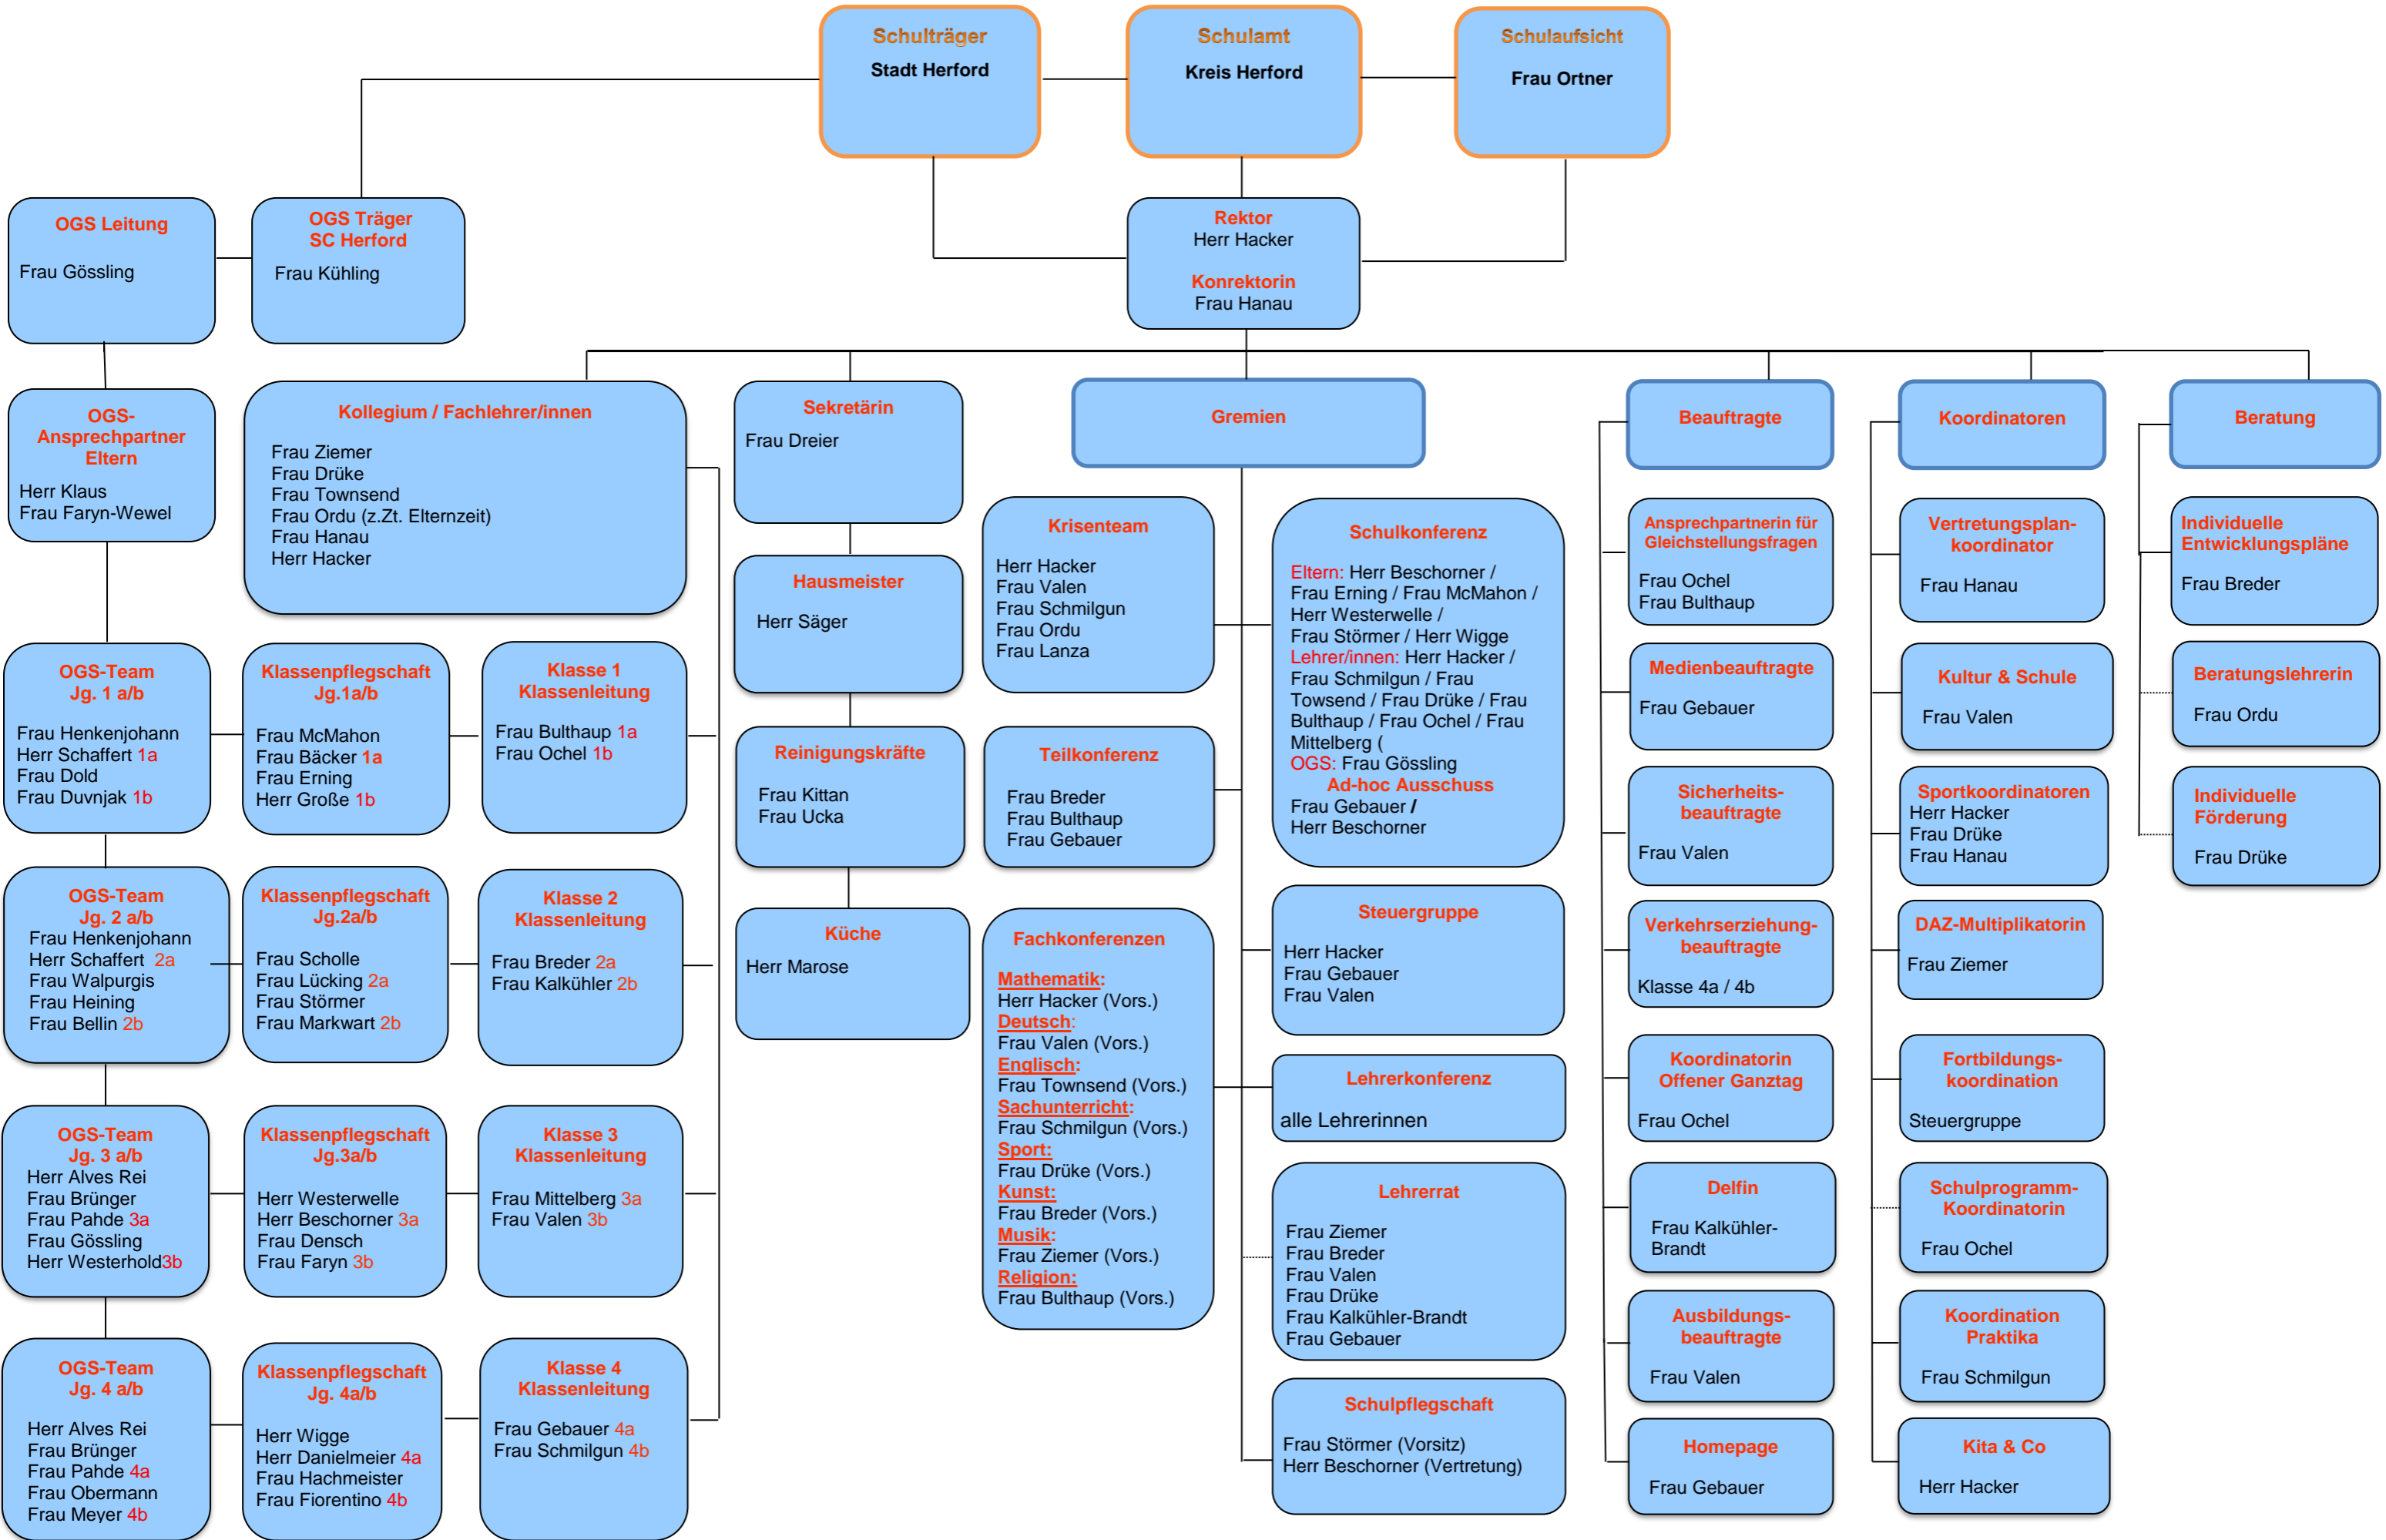 Schulträger
Stadt Herford
Schulamt
Kreis Herford
Schulaufsicht
Frau Ortner
OGS Leitung
Frau Gössling
OGS Träger
SC Herford
Frau Kühling
Rektor
Herr Hacker
Konrektorin
Frau Hanau
OGS-
Ansprechpartner
Eltern
Herr Klaus
Frau Faryn-Wewel
Kollegium / Fachlehrer/innen
Frau Ziemer
Frau Drüke
Frau Townsend
Frau Ordu (z.Zt. Elternzeit)
Frau Hanau
Herr Hacker
Sekretärin
Frau Dreier
Hausmeister
Herr Säger
Reinigungskräfte
Frau Kittan
Frau Ucka
Küche
Herr Marose
OGS-Team
Jg. 1 a/b
Frau Henkenjohann
Herr Schaffert 1a
Frau Dold
Frau Duvnjak 1b
Klassenpflegschaft
Jg.1a/b
Frau McMahon
Frau Bäcker 1a
Frau Erning
Herr Große 1b
Klasse 1
Klassenleitung
Frau Bulthaup 1a
Frau Ochel 1b
OGS-Team
Jg. 2 a/b
Frau Henkenjohann
Herr Schaffert 2a
Frau Walpurgis
Frau Heining
Frau Bellin 2b
Klassenpflegschaft
Jg.2a/b
Frau Scholle
Frau Lücking 2a
Frau Störmer
Frau Markwart 2b
Klasse 2
Klassenleitung
Frau Breder 2a
Frau Kalkühler 2b
OGS-Team
Jg. 3 a/b
Herr Alves Rei
Frau Brünger
Frau Pahde 3a
Frau Gössling
Herr Westerhold3b
Klassenpflegschaft
Jg.3a/b
Herr Westerwelle
Herr Beschorner 3a
Frau Densch
Frau Faryn 3b
Klasse 3
Klassenleitung
Frau Mittelberg 3a
Frau Valen 3b
OGS-Team
Jg. 4 a/b
Herr Alves Rei
Frau Brünger
Frau Pahde 4a
Frau Obermann
Frau Meyer 4b
Klassenpflegschaft
Jg. 4a/b
Herr Wigge
Herr Danielmeier 4a
Frau Hachmeister
Frau Fiorentino 4b
Klasse 4
Klassenleitung
Frau Gebauer 4a
Frau Schmilgun 4b
Gremien
Krisenteam
Herr Hacker
Frau Valen
Frau Schmilgun
Frau Ordu
Frau Lanza
Teilkonferenz
Frau Breder
Frau Bulthaup
Frau Gebauer
Fachkonferenzen
Mathematik:
Herr Hacker (Vors.)
Deutsch:
Frau Valen (Vors.)
Englisch:
Frau Townsend (Vors.)
Sachunterricht:
Frau Schmilgun (Vors.)
Sport:
Frau Drüke (Vors.)
Kunst:
Frau Breder (Vors.)
Musik:
Frau Ziemer (Vors.)
Religion:
Frau Bulthaup (Vors.)
Schulkonferenz
Eltern: Herr Beschorner /
Frau Erning / Frau McMahon /
Herr Westerwelle /
Frau Störmer / Herr Wigge
Lehrer/innen: Herr Hacker /
Frau Schmilgun / Frau
Towsend / Frau Drüke / Frau
Bulthaup / Frau Ochel / Frau
Mittelberg (
OGS: Frau Gössling
Ad-hoc Ausschuss
Frau Gebauer /
Herr Beschorner
Steuergruppe
Herr Hacker
Frau Gebauer
Frau Valen
Lehrerkonferenz
alle Lehrerinnen
Lehrerrat
Frau Ziemer
Frau Breder
Frau Valen
Frau Drüke
Frau Kalkühler-Brandt
Frau Gebauer
Schulpflegschaft
Frau Störmer (Vorsitz)
Herr Beschorner (Vertretung)
Beauftragte
Ansprechpartnerin für
Gleichstellungsfragen
Frau Ochel
Frau Bulthaup
Medienbeauftragte
Frau Gebauer
Sicherheits-
beauftragte
Frau Valen
Verkehrserziehung-
beauftragte
Klasse 4a / 4b
Koordinatorin
Offener Ganztag
Frau Ochel
Delfin
Frau Kalkühler-
Brandt
Ausbildungs-
beauftragte
Frau Valen
Homepage
Frau Gebauer
Koordinatoren
Vertretungsplan-
koordinator
Frau Hanau
Kultur & Schule
Frau Valen
Sportkoordinatoren
Herr Hacker
Frau Drüke
Frau Hanau
DAZ-Multiplikatorin
Frau Ziemer
Fortbildungs-
koordination
Steuergruppe
Schulprogramm-
Koordinatorin
Frau Ochel
Koordination
Praktika
Frau Schmilgun
Kita & Co
Herr Hacker
Beratung
Individuelle
Entwicklungspläne
Frau Breder
Beratungslehrerin
Frau Ordu
Individuelle
Förderung
Frau Drüke